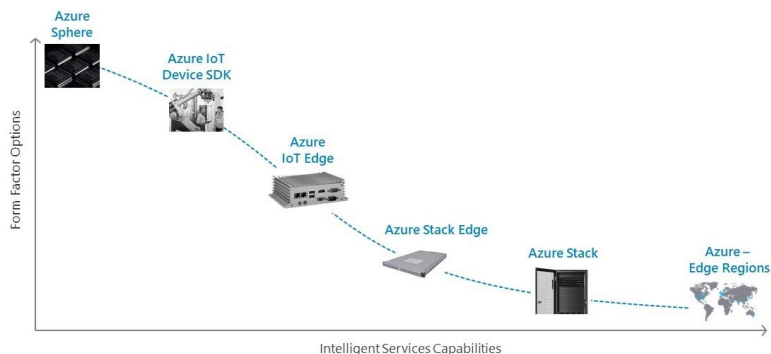 Azure
Sphere
Azure IoT
Device SDK
Azure
IoT Edge
Azure Stack Edge
Azure Stack
Azure –
Edge Regions
Form Factor Options
Intelligent Services Capabilities